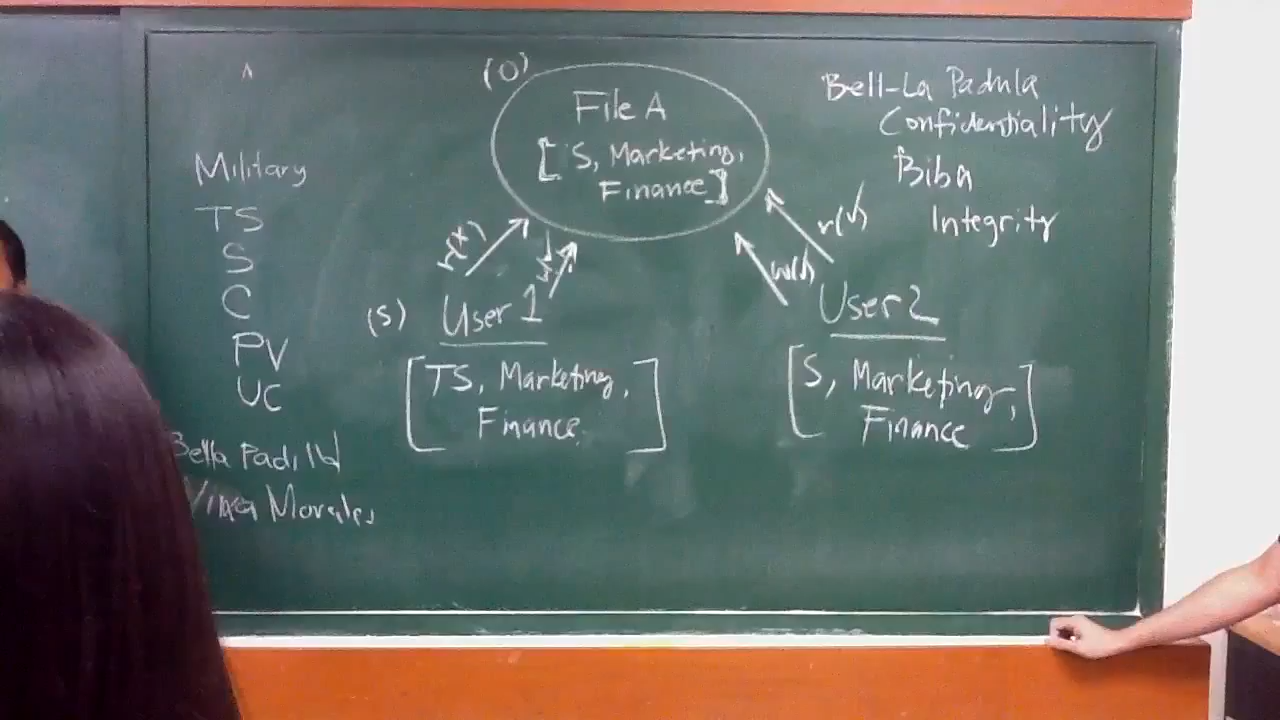 Military
TS
S
C
PV
UC
Bella Padilla
Morales
(O)
File A
[S, Marketing,
Finance]
(S)
User 1
[TS, Marketing,
Finance]
w(√)
r(√)
User 2
[S, Marketing,
Finance]
Bell-La Padula
Confidentiality
Biba
Integrity